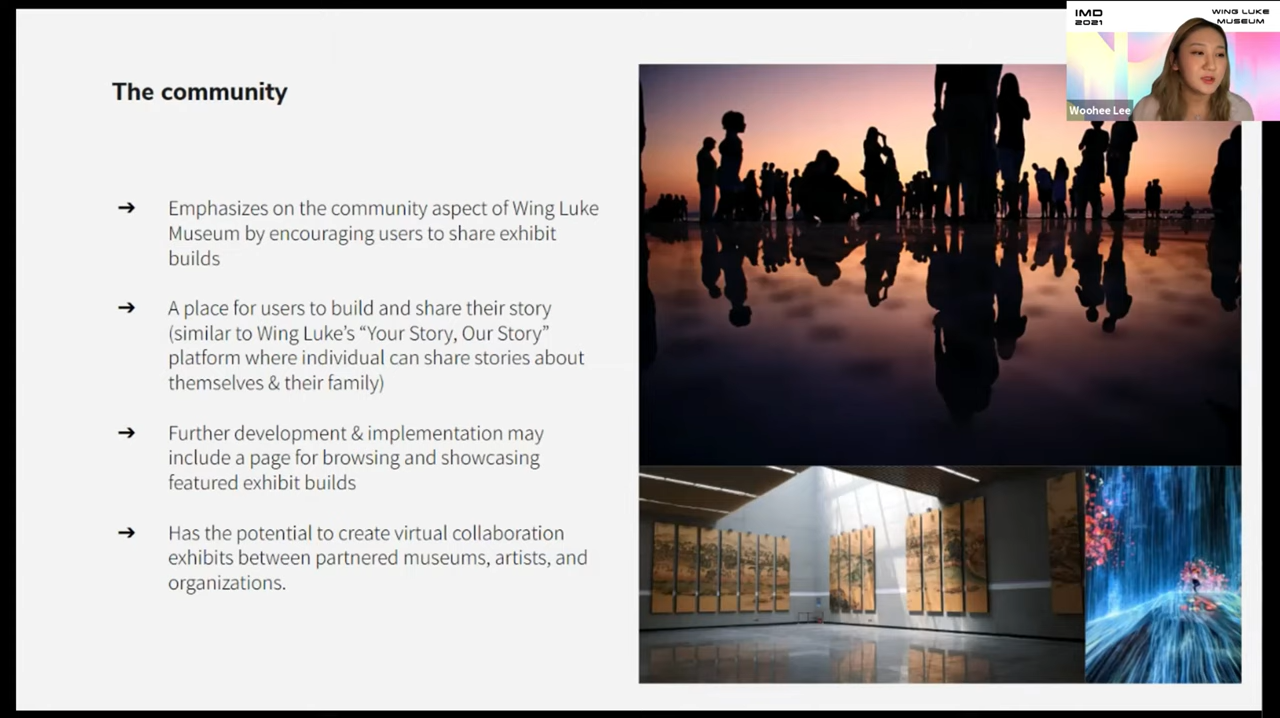 The community
➔ Emphasizes on the community aspect of Wing Luke
Museum by encouraging users to share exhibit
builds
➔ A place for users to build and share their story
(similar to Wing Luke’s “Your Story, Our Story”
platform where individual can share stories about
themselves & their family)
➔ Further development & implementation may
include a page for browsing and showcasing
featured exhibit builds
➔ Has the potential to create virtual collaboration
exhibits between partnered museums, artists, and
organizations.
IMD
2021
WING LUKE
MUSEUM
Woohee Lee